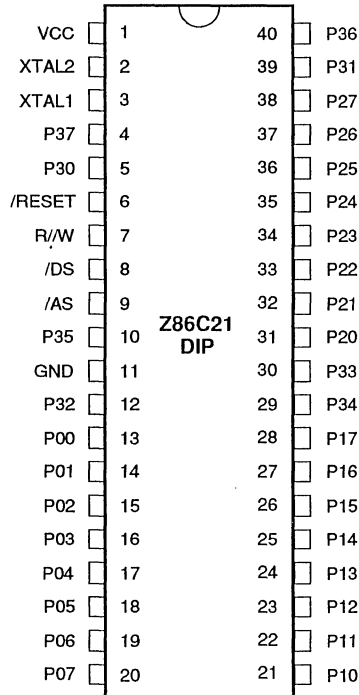 VCC 1 40 P36
XTAL2 2 39 P31
XTAL1 3 38 P27
P37 4 37 P26
P30 5 36 P25
/RESET 6 35 P24
R//W 7 34 P23
/DS 8 33 P22
/AS 9 32 P21
P35 10 Z86C21 31 P20
DIP
GND 11 30 P33
P32 12 29 P34
P00 13 28 P17
P01 14 27 P16
P02 15 26 P15
P03 16 25 P14
P04 17 24 P13
P05 18 23 P12
P06 19 22 P11
P07 20 21 P10